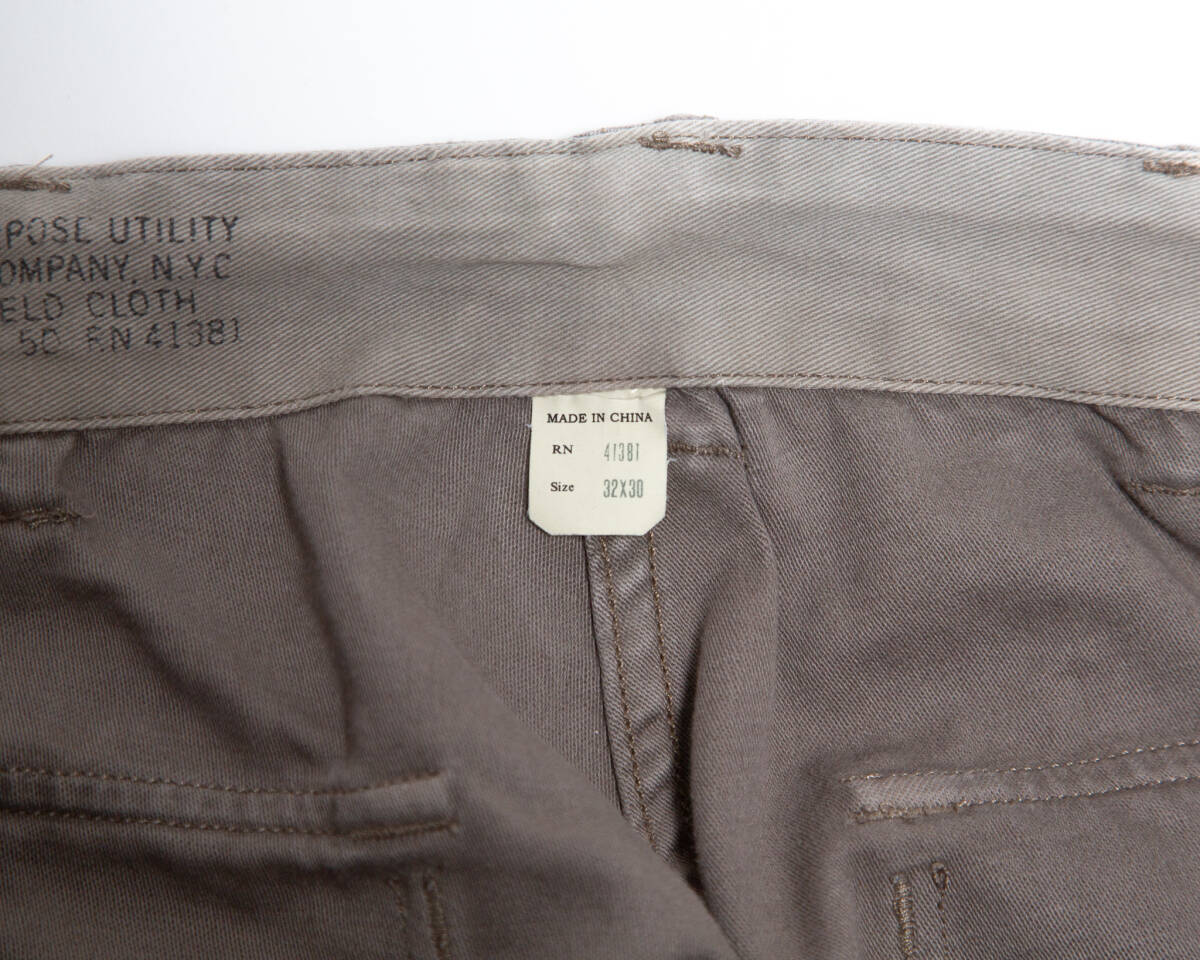 POSE UTILITY
OMPANY, N.Y.C
ELD CLOTH
50 RN 41381
MADE IN CHINA
RN 41381
Size 32X30